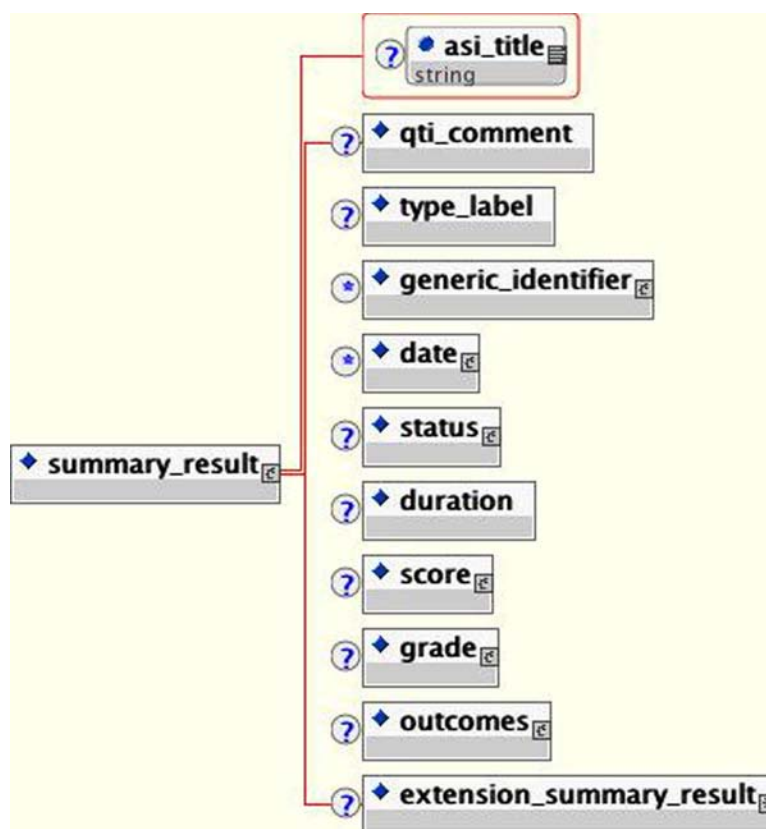 ? asi_title
string
? qti_comment
? type_label
* generic_identifier
* date
? status
summary_result
? duration
? score
? grade
? outcomes
? extension_summary_result